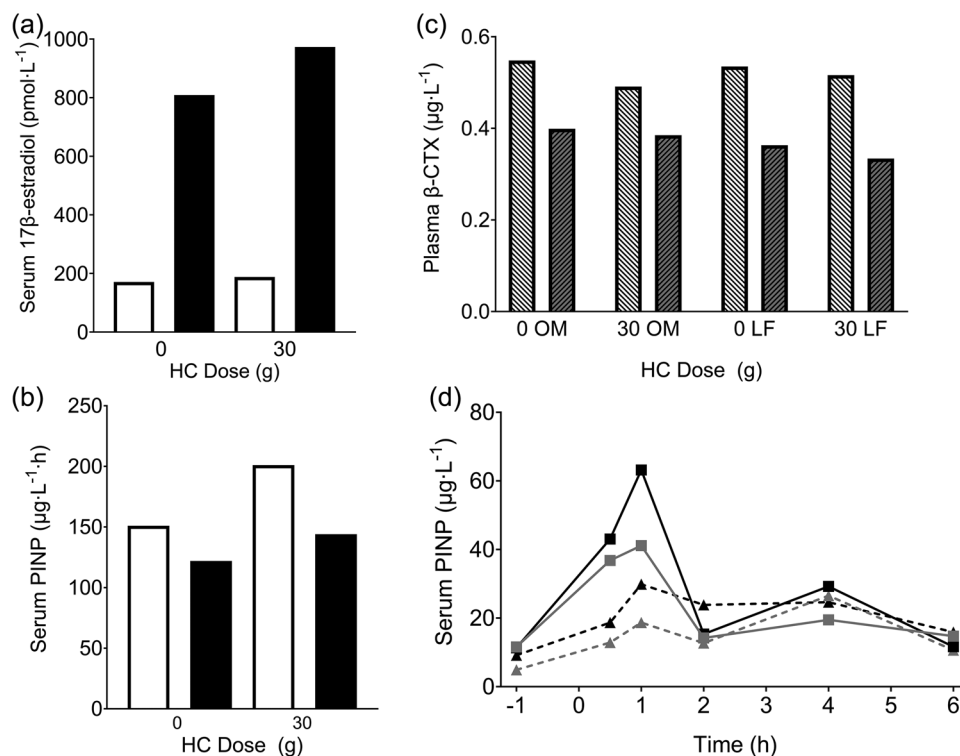 (a)
1000
800
600
400
200
0
Serum 17β-estradiol (pmol·L⁻¹)
0 30
HC Dose (g)
(c)
0.6
0.4
0.2
0.0
Plasma β-CTX (µg·L⁻¹)
0 OM 30 OM 0 LF 30 LF
HC Dose (g)
(b)
250
200
150
100
50
0
Serum PINP (µg·L⁻¹·h)
0 30
HC Dose (g)
(d)
80
60
40
20
0
Serum PINP (µg·L⁻¹)
-1 0 1 2 3 4 5 6
Time (h)